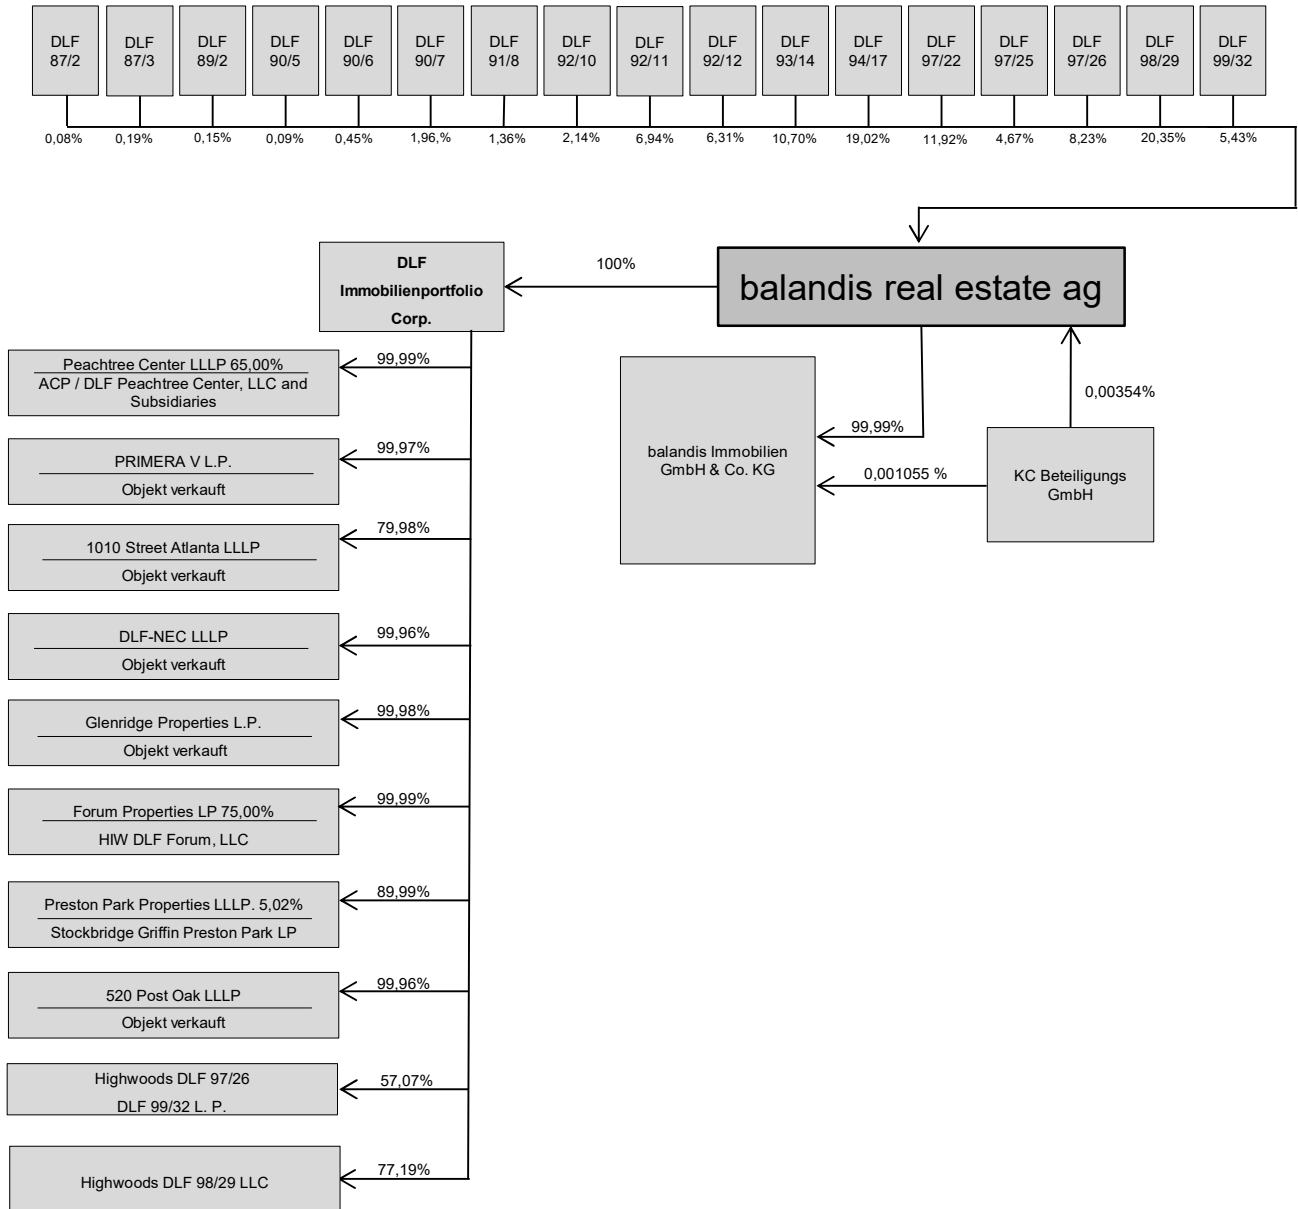 DLF
87/2
DLF
87/3
DLF
89/2
DLF
90/5
DLF
90/6
DLF
90/7
DLF
91/8
DLF
92/10
DLF
92/11
DLF
92/12
DLF
93/14
DLF
94/17
DLF
97/22
DLF
97/25
DLF
97/26
DLF
98/29
DLF
99/32
0,08%
0,19%
0,15%
0,09%
0,45%
1,96,%
1,36%
2,14%
6,94%
6,31%
10,70%
19,02%
11,92%
4,67%
8,23%
20,35%
5,43%
DLF
Immobilienportfolio
Corp.
100%
balandis real estate ag
Peachtree Center LLLP 65,00%
ACP / DLF Peachtree Center, LLC and
Subsidiaries
99,99%
PRIMERA V L.P.
Objekt verkauft
99,97%
1010 Street Atlanta LLLP
Objekt verkauft
79,98%
DLF-NEC LLLP
Objekt verkauft
99,96%
Glenridge Properties L.P.
Objekt verkauft
99,98%
Forum Properties LP 75,00%
HIW DLF Forum, LLC
99,99%
Preston Park Properties LLLP. 5,02%
Stockbridge Griffin Preston Park LP
89,99%
520 Post Oak LLLP
Objekt verkauft
99,96%
Highwoods DLF 97/26
DLF 99/32 L. P.
57,07%
Highwoods DLF 98/29 LLC
77,19%
balandis Immobilien
GmbH & Co. KG
99,99%
0,001055 %
0,00354%
KC Beteiligungs
GmbH